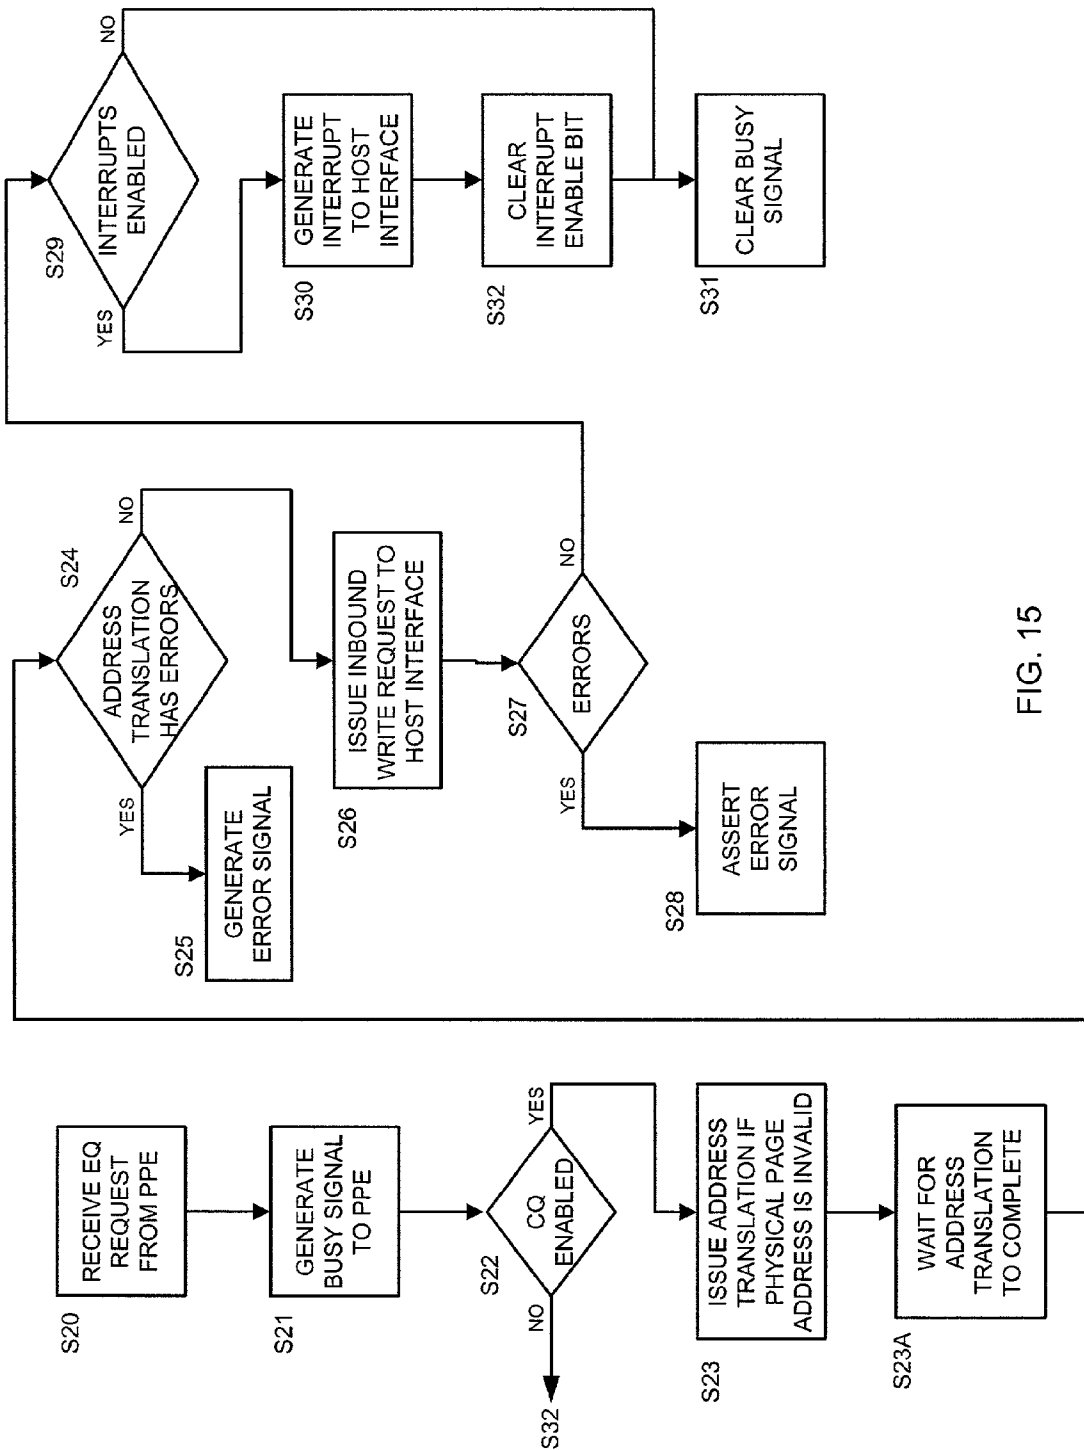 S20
RECEIVE EQ
REQUEST
FROM PPE
S21
GENERATE
BUSY SIGNAL
TO PPE
S22
CQ
ENABLED
NO
S32
YES
S23
ISSUE ADDRESS
TRANSLATION IF
PHYSICAL PAGE
ADDRESS IS INVALID
S23A
WAIT FOR
ADDRESS
TRANSLATION
TO COMPLETE
S24
ADDRESS
TRANSLATION
HAS ERRORS
YES
NO
S25
GENERATE
ERROR SIGNAL
S26
ISSUE INBOUND
WRITE REQUEST TO
HOST INTERFACE
S27
ERRORS
YES
NO
S28
ASSERT
ERROR
SIGNAL
S29
INTERRUPTS
ENABLED
YES
NO
S30
GENERATE
INTERRUPT
TO HOST
INTERFACE
S32
CLEAR
INTERRUPT
ENABLE BIT
S31
CLEAR BUSY
SIGNAL
FIG. 15